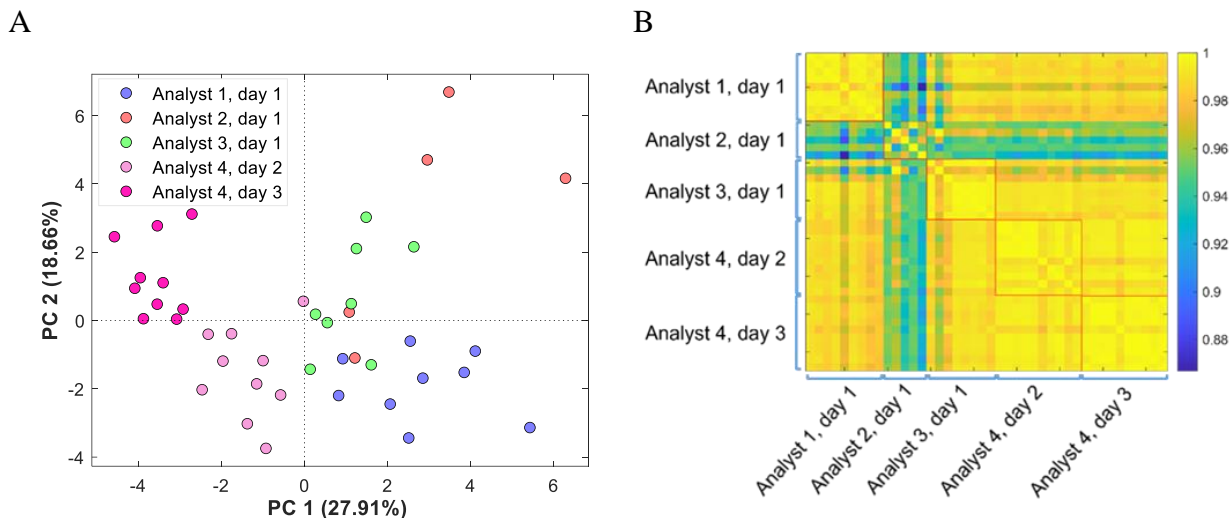 A
B
Analyst 1, day 1
Analyst 2, day 1
Analyst 3, day 1
Analyst 4, day 2
Analyst 4, day 3
6
4
2
0
-2
-4
PC 2 (18.66%)
-4
-2
0
2
4
6
PC 1 (27.91%)
Analyst 1, day 1
Analyst 2, day 1
Analyst 3, day 1
Analyst 4, day 2
Analyst 4, day 3
Analyst 1, day 1
Analyst 2, day 1
Analyst 3, day 1
Analyst 4, day 2
Analyst 4, day 3
1
0.98
0.96
0.94
0.92
0.9
0.88